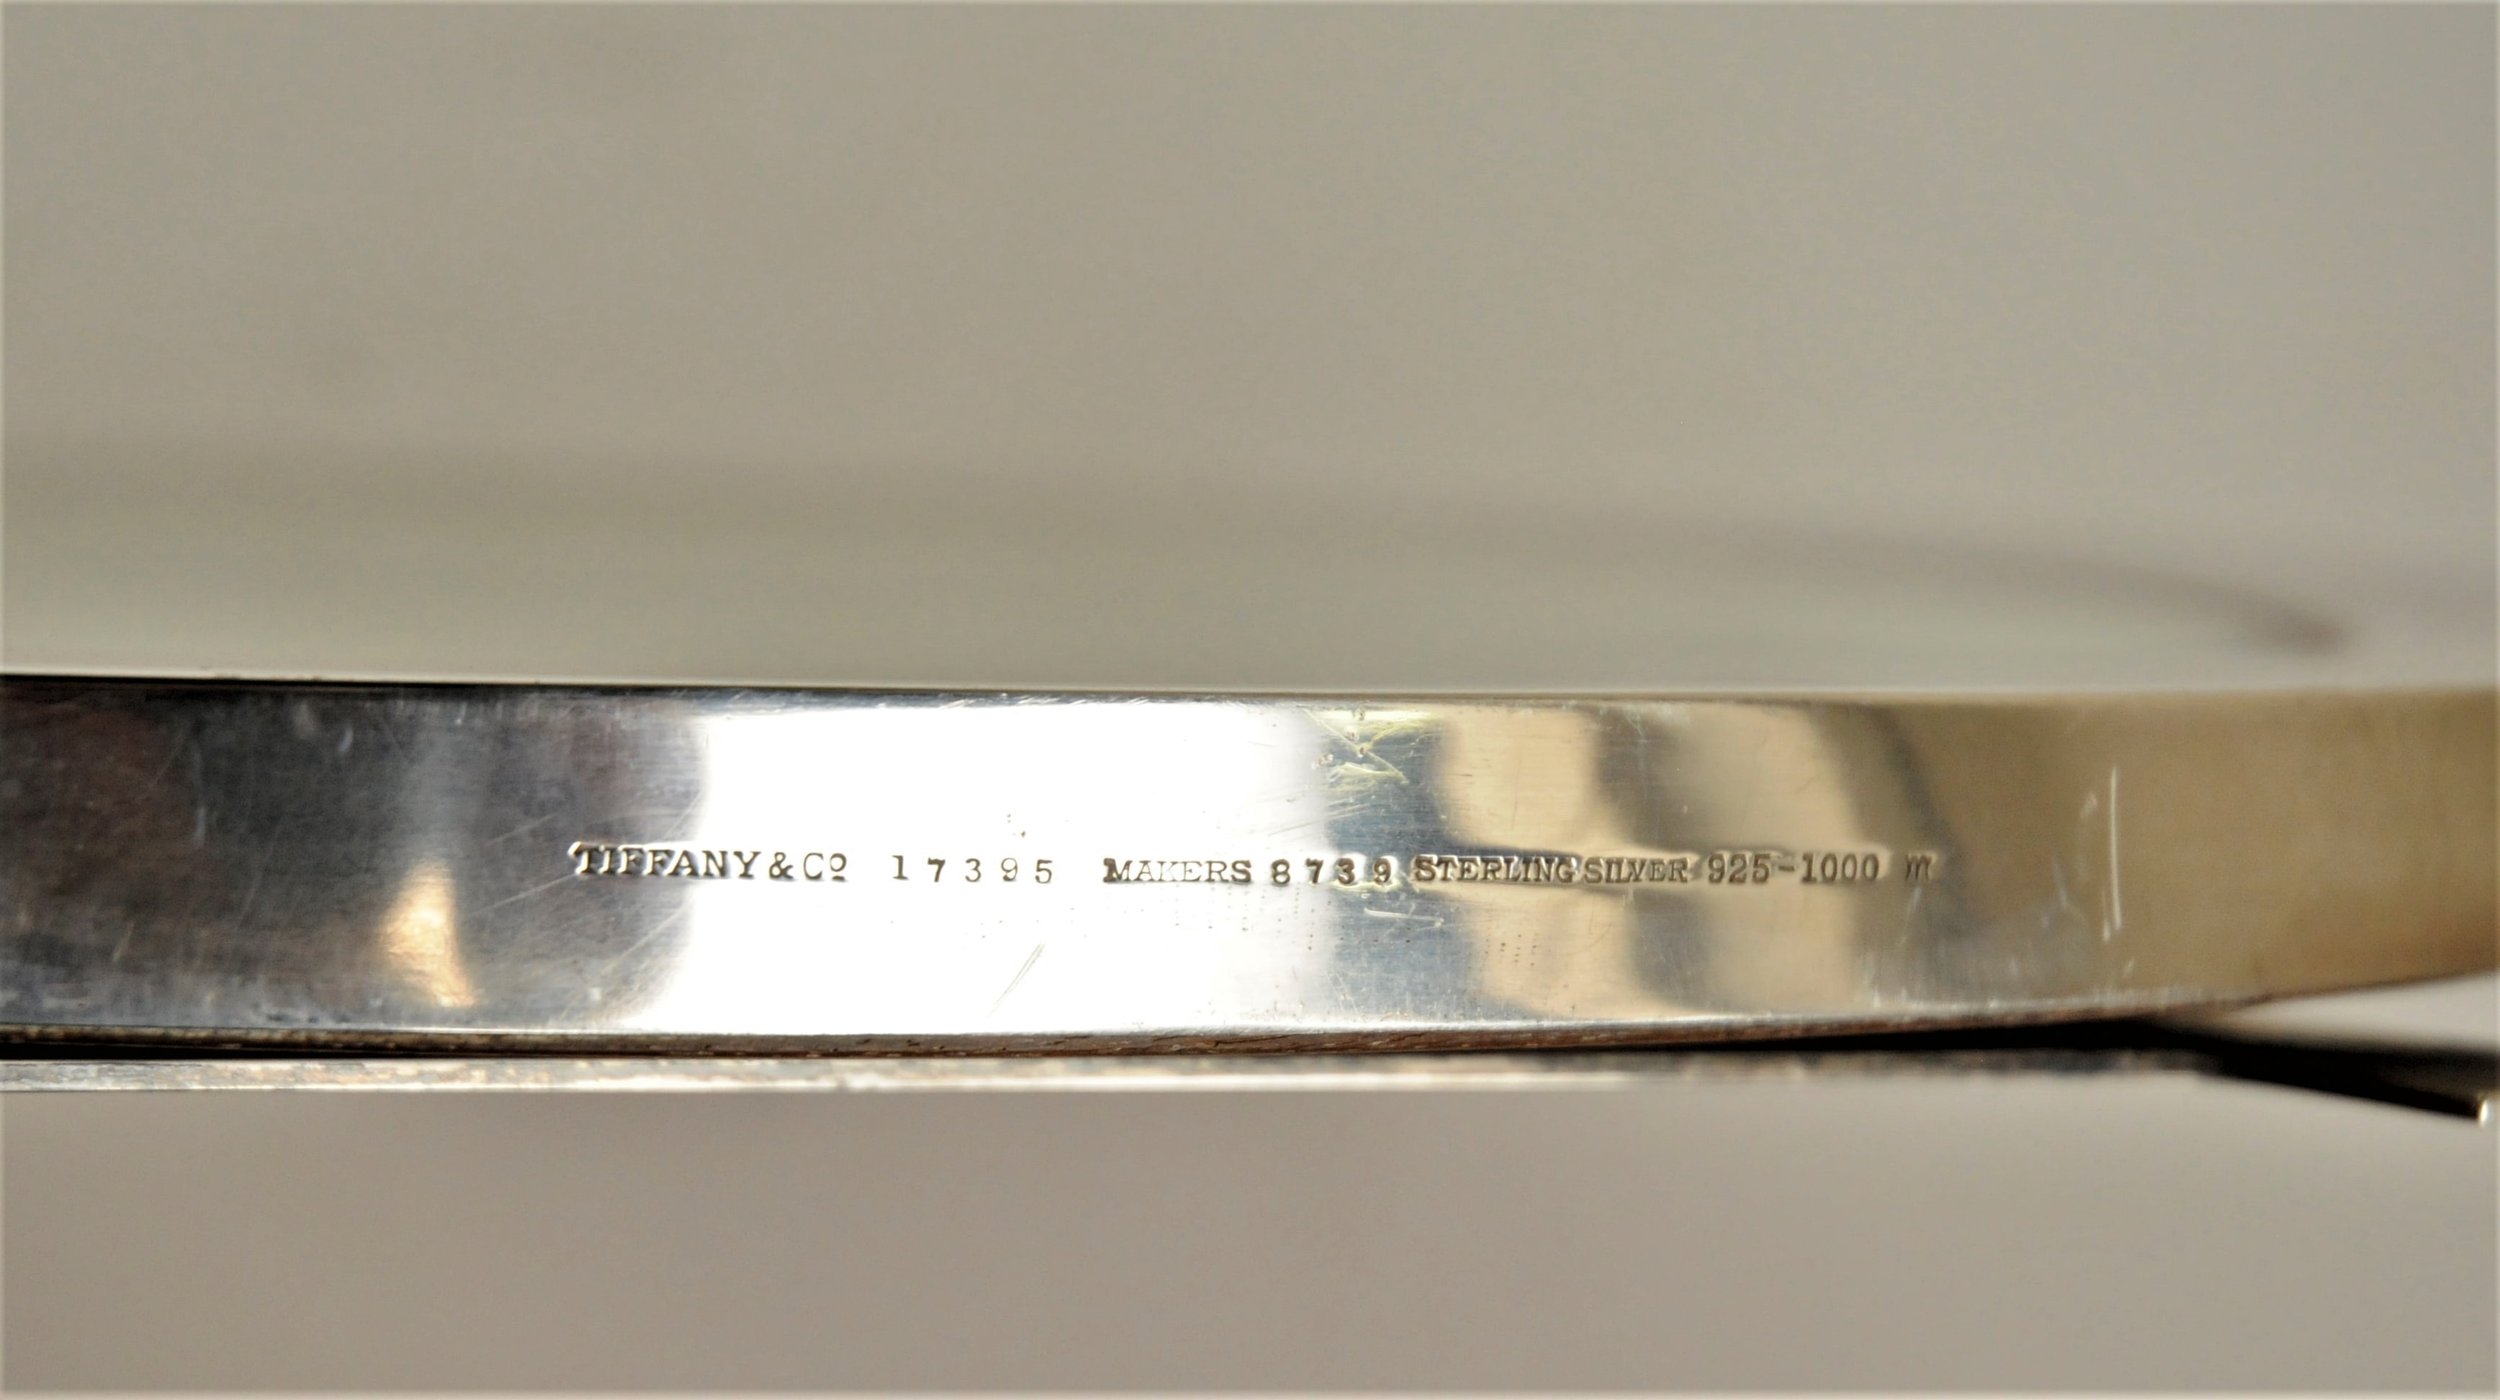 TIFFANY & Cº 17395 MAKERS 8739 STERLING SILVER 925-1000 m